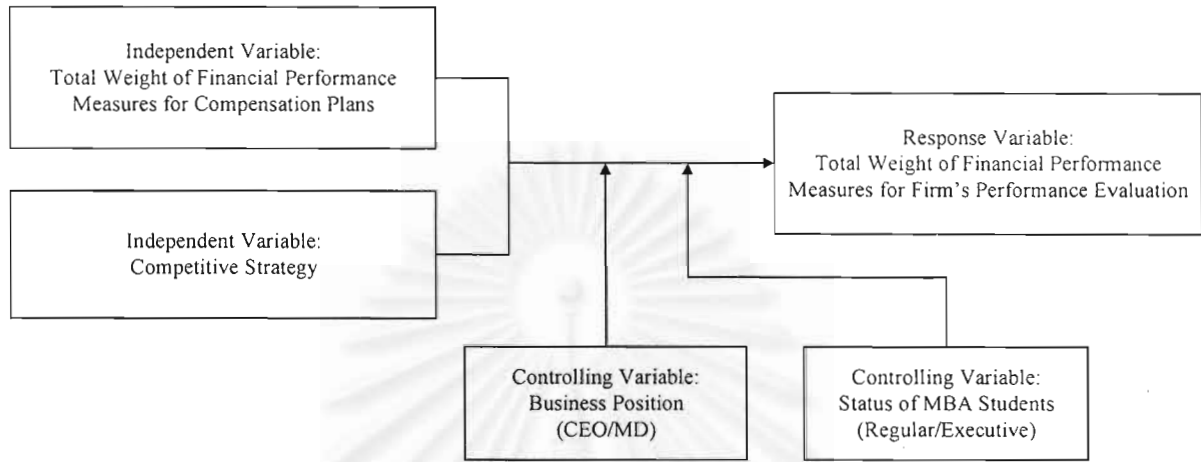 Independent Variable:
Total Weight of Financial Performance
Measures for Compensation Plans
Response Variable:
Total Weight of Financial Performance
Measures for Firm's Performance Evaluation
Independent Variable:
Competitive Strategy
Controlling Variable:
Business Position
(CEO/MD)
Controlling Variable:
Status of MBA Students
(Regular/Executive)